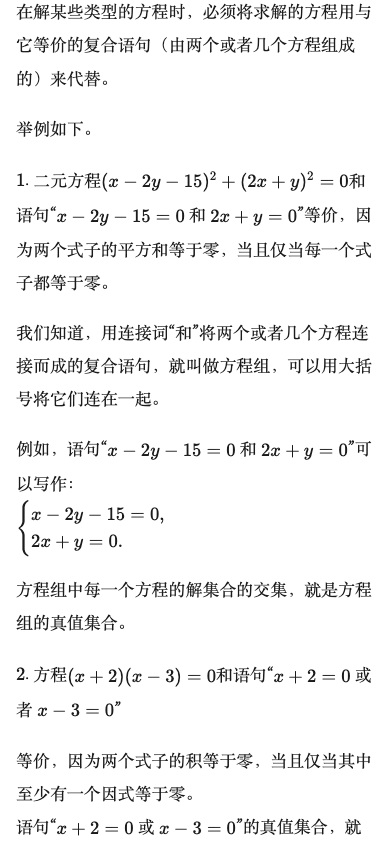 在解某些类型的方程时，必须将求解的方程用与
它等价的复合语句（由两个或者几个方程组成
的）来代替。
举例如下。
1. 二元方程(x − 2y − 15)² + (2x + y)² = 0和
语句“x − 2y − 15 = 0 和 2x + y = 0”等价，因
为两个式子的平方和等于零，当且仅当每一个式
子都等于零。
我们知道，用连接词“和”将两个或者几个方程连
接而成的复合语句，就叫做方程组，可以用大括
号将它们连在一起。
例如，语句“x − 2y − 15 = 0 和 2x + y = 0”可
以写作：
{x − 2y − 15 = 0,
2x + y = 0.
方程组中每一个方程的解集合的交集，就是方程
组的真值集合。
2. 方程(x + 2)(x − 3) = 0和语句“x + 2 = 0 或
者 x − 3 = 0”
等价，因为两个式子的积等于零，当且仅当其中
至少有一个因式等于零。
语句“x + 2 = 0 或 x − 3 = 0”的真值集合，就